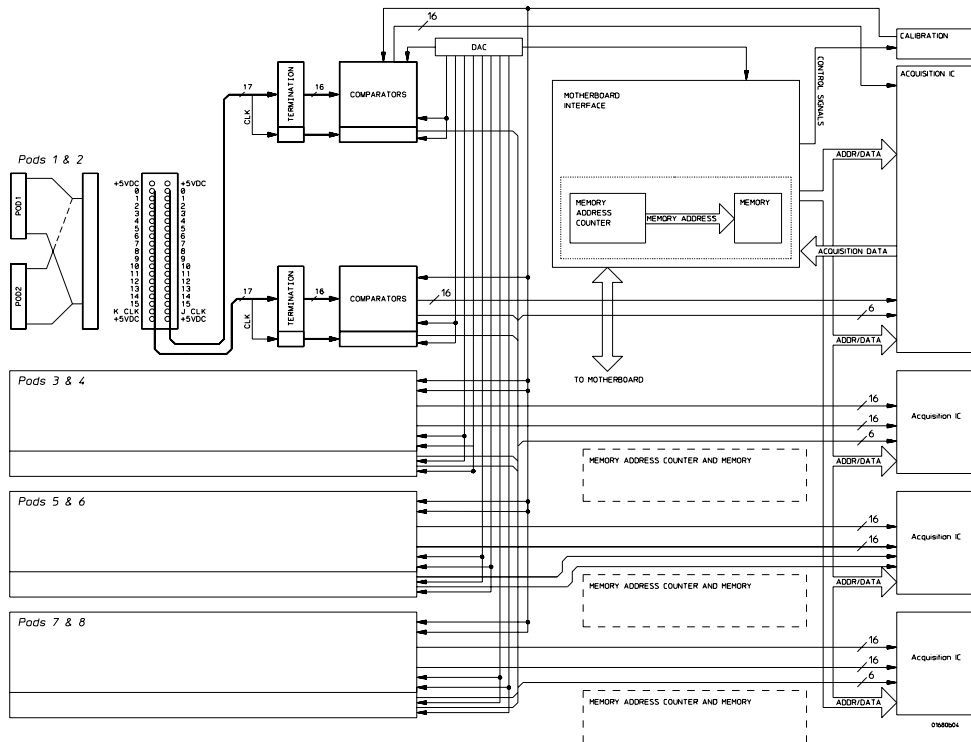 16
DAC
CALIBRATION
ACQUISITION IC
17
TERMINATION
16
COMPARATORS
CLK
MOTHERBOARD
INTERFACE
CONTROL SIGNALS
ADDR/DATA
Pods 1 & 2
POD1
POD2
+5VDC +5VDC
0 0
1 1
2 2
3 3
4 4
5 5
6 6
7 7
8 8
9 9
10 10
11 11
12 12
13 13
14 14
15 15
K CLK J CLK
+5VDC +5VDC
MEMORY
ADDRESS
COUNTER
MEMORY ADDRESS
MEMORY
ACQUISITION DATA
17
TERMINATION
16
COMPARATORS
CLK
16
6
ADDR/DATA
TO MOTHERBOARD
Pods 3 & 4
16
16
6
Acquisition IC
MEMORY ADDRESS COUNTER AND MEMORY
ADDR/DATA
Pods 5 & 6
16
16
Acquisition IC
MEMORY ADDRESS COUNTER AND MEMORY
ADDR/DATA
Pods 7 & 8
16
16
6
Acquisition IC
MEMORY ADDRESS COUNTER AND MEMORY
ADDR/DATA
01680b04